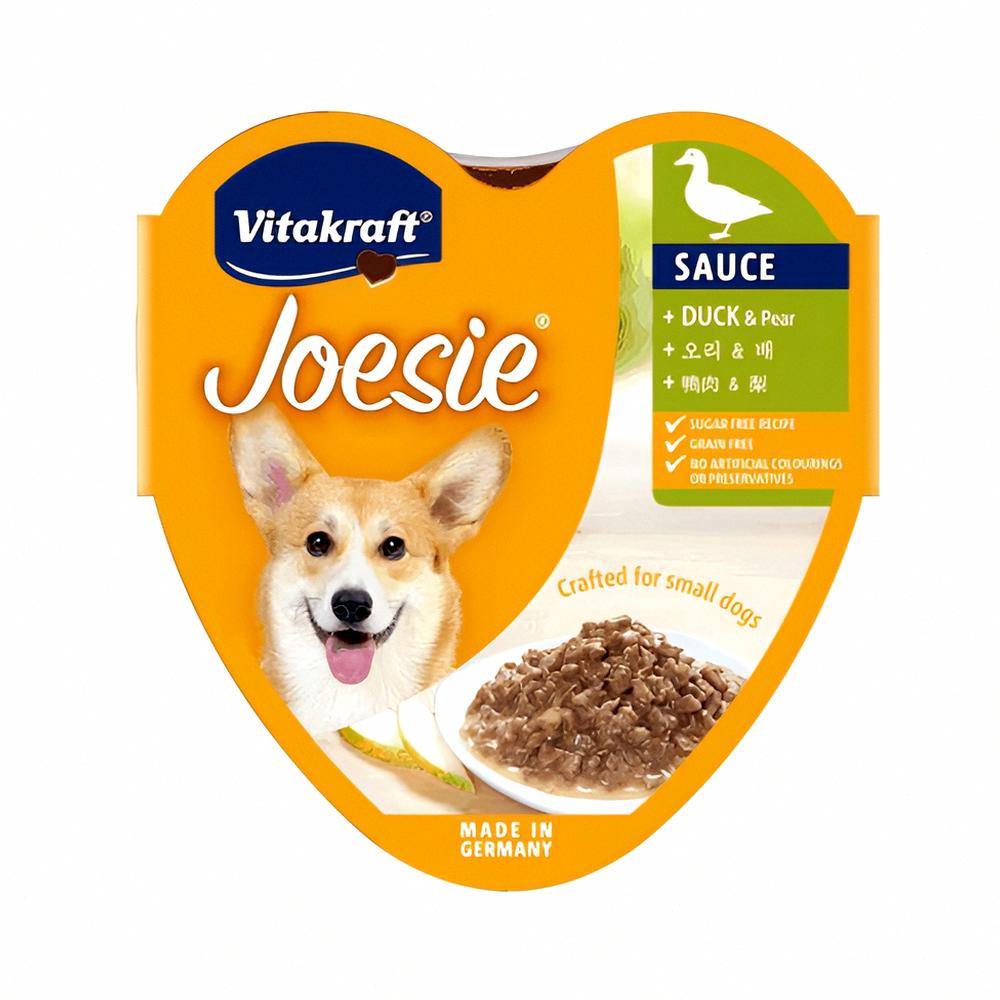 Vitakraft®
Joesie®
SAUCE
+ DUCK & Pear
+ 오리 & 배
+ 鴨肉 & 梨
SUGAR FREE RECIPE
GRAIN FREE
NO ARTIFICIAL COLOURINGS
OR PRESERVATIVES
Crafted for small dogs
MADE IN
GERMANY